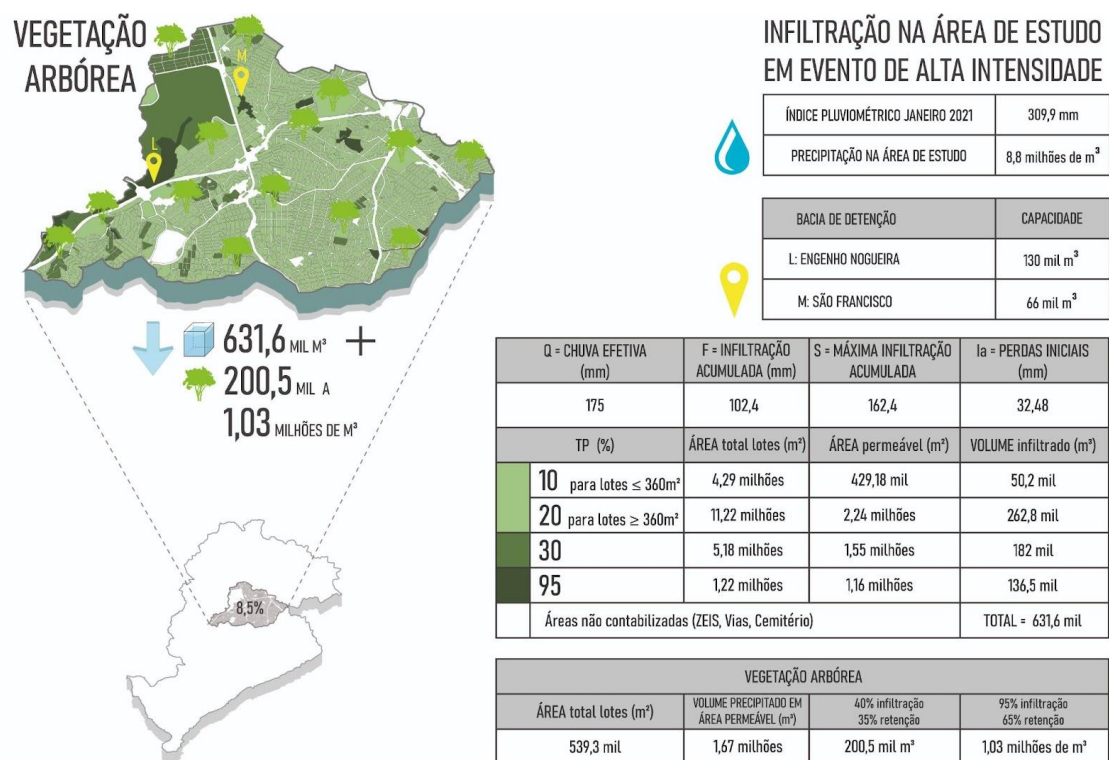 VEGETAÇÃO
ARBÓREA
M
L
631,6 MIL M³ +
200,5 MIL A
1,03 MILHÕES DE M³
8,5%
INFILTRAÇÃO NA ÁREA DE ESTUDO
EM EVENTO DE ALTA INTENSIDADE
ÍNDICE PLUVIOMÉTRICO JANEIRO 2021 309,9 mm
PRECIPITAÇÃO NA ÁREA DE ESTUDO 8,8 milhões de m³
BACIA DE DETENÇÃO CAPACIDADE
L: ENGENHO NOGUEIRA 130 mil m³
M: SÃO FRANCISCO 66 mil m³
Q = CHUVA EFETIVA F = INFILTRAÇÃO S = MÁXIMA INFILTRAÇÃO Ia = PERDAS INICIAIS
(mm) ACUMULADA (mm) ACUMULADA (mm)
175 102,4 162,4 32,48
TP (%) ÁREA total lotes (m²) ÁREA permeável (m²) VOLUME infiltrado (m³)
10 para lotes ≤ 360m² 4,29 milhões 429,18 mil 50,2 mil
20 para lotes ≥ 360m² 11,22 milhões 2,24 milhões 262,8 mil
30 5,18 milhões 1,55 milhões 182 mil
95 1,22 milhões 1,16 milhões 136,5 mil
Áreas não contabilizadas (ZEIS, Vias, Cemitério) TOTAL = 631,6 mil
VEGETAÇÃO ARBÓREA
ÁREA total lotes (m²) VOLUME PRECIPITADO EM 40% infiltração 95% infiltração
ÁREA PERMEÁVEL (m³) 35% retenção 65% retenção
539,3 mil 1,67 milhões 200,5 mil m³ 1,03 milhões de m³